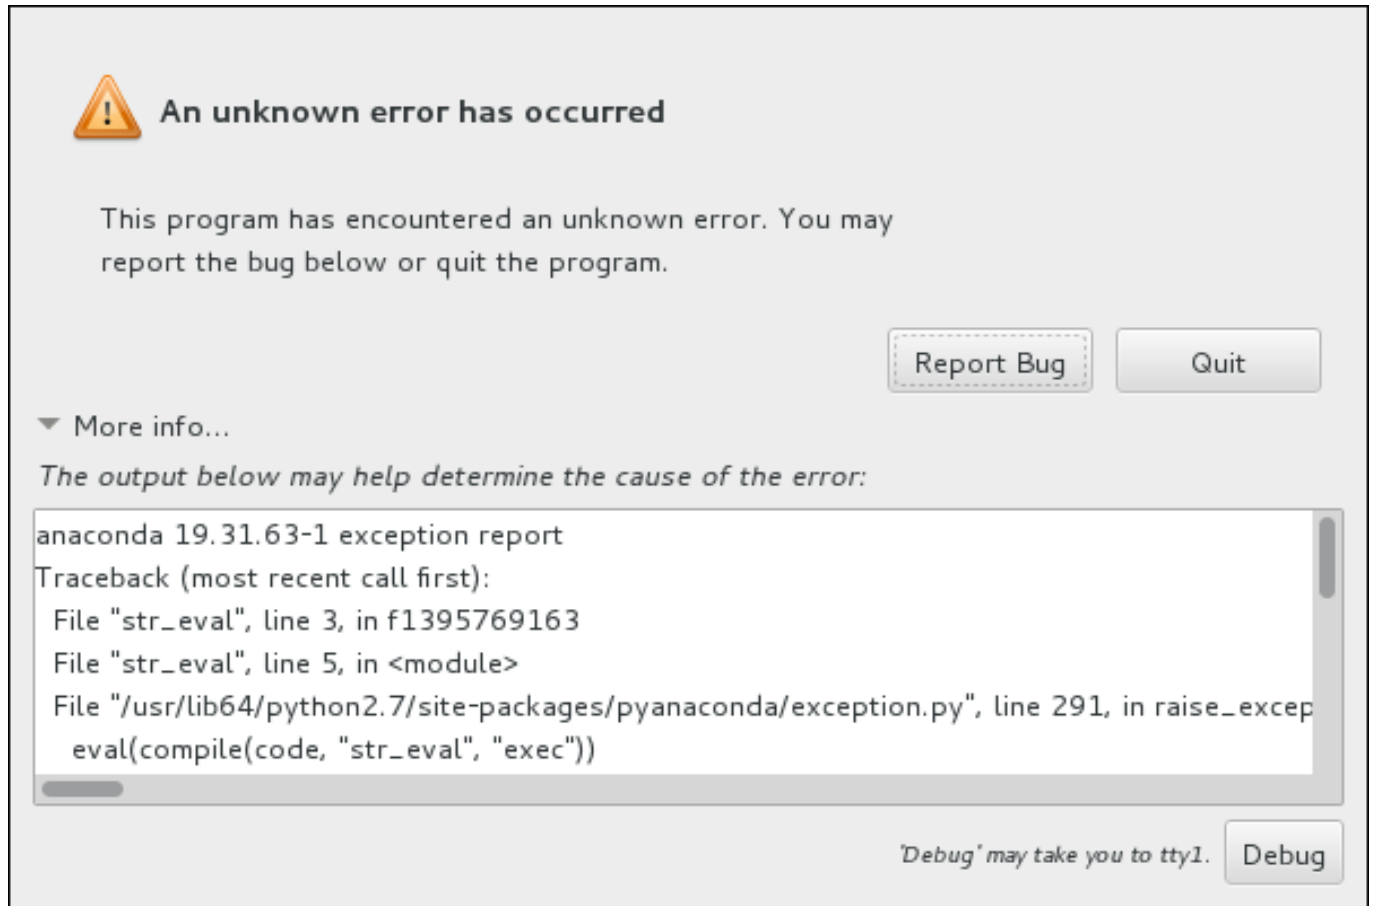 An unknown error has occurred
This program has encountered an unknown error. You may
report the bug below or quit the program.
Report Bug
Quit
More info...
The output below may help determine the cause of the error:
anaconda 19.31.63-1 exception report
Traceback (most recent call first):
File "str_eval", line 3, in f1395769163
File "str_eval", line 5, in <module>
File "/usr/lib64/python2.7/site-packages/pyanaconda/exception.py", line 291, in raise_excep
eval(compile(code, "str_eval", "exec"))
'Debug' may take you to tty1.
Debug